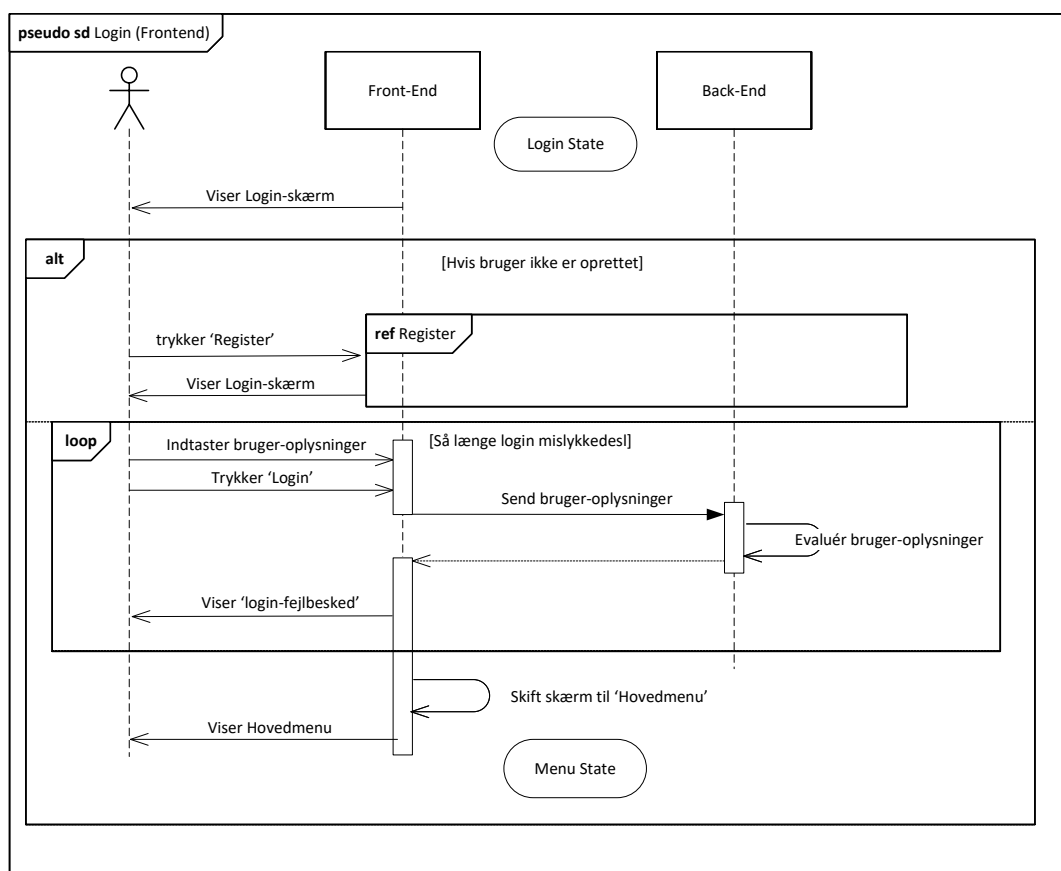 pseudo sd Login (Frontend)
Front-End
Back-End
Login State
Viser Login-skærm
alt
[Hvis bruger ikke er oprettet]
ref Register
trykker ‘Register’
Viser Login-skærm
loop
[Så længe login mislykkedesl]
Indtaster bruger-oplysninger
Trykker ‘Login’
Send bruger-oplysninger
Evaluér bruger-oplysninger
Viser ‘login-fejlbesked’
Skift skærm til ‘Hovedmenu’
Viser Hovedmenu
Menu State